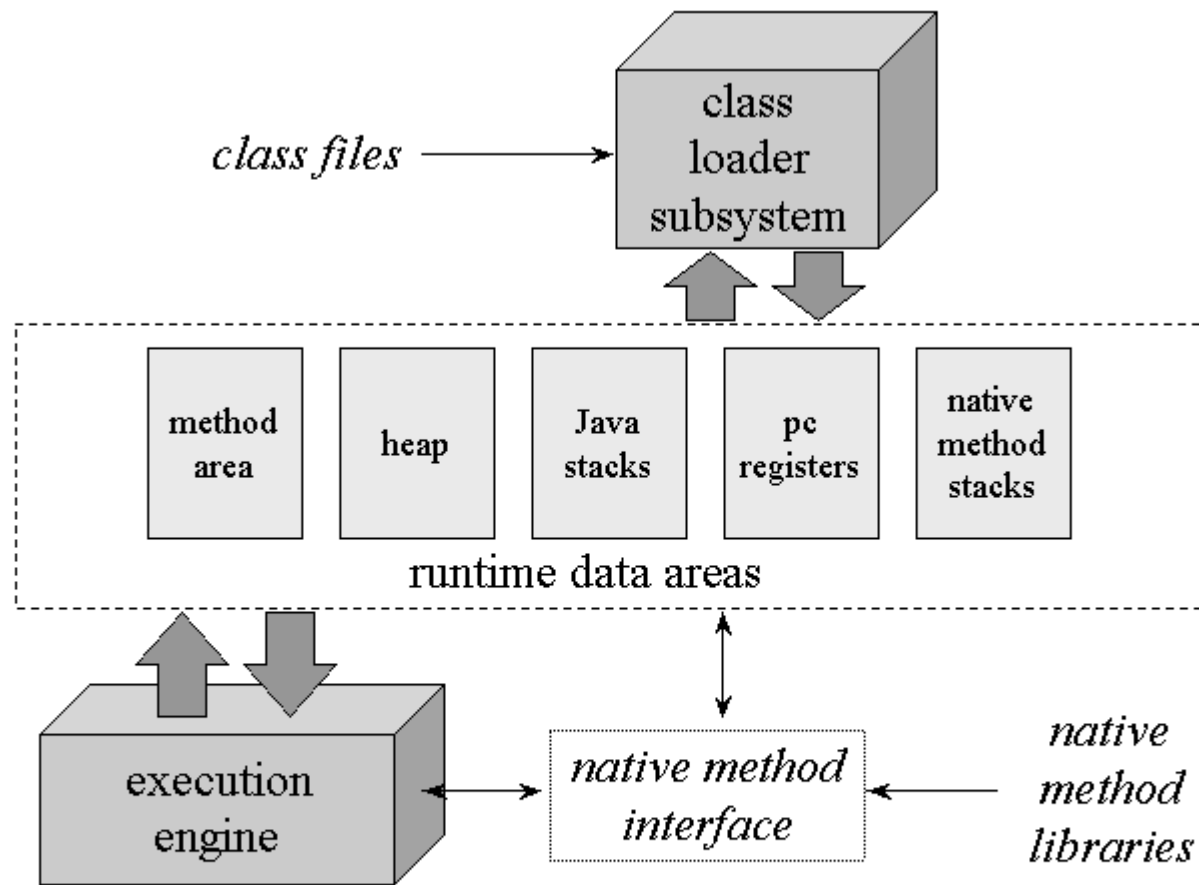 class
loader
subsystem
class files
method
area
heap
Java
stacks
pc
registers
native
method
stacks
runtime data areas
execution
engine
native method
interface
native
method
libraries